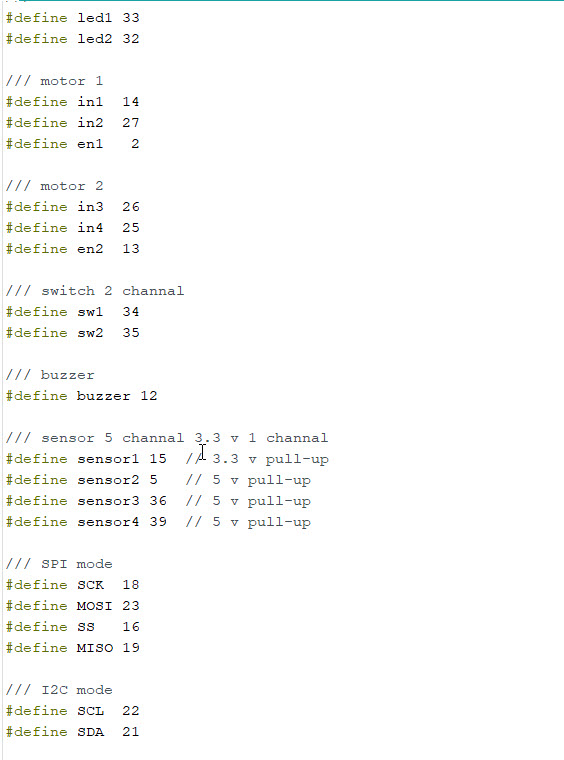 #define led1 33
#define led2 32
/// motor 1
#define in1  14
#define in2  27
#define en1   2
/// motor 2
#define in3  26
#define in4  25
#define en2  13
/// switch 2 channel
#define sw1  34
#define sw2  35
/// buzzer
#define buzzer 12
/// sensor 5 channel 3.3 v 1 channel
#define sensor1 15  // 3.3 v pull-up
#define sensor2 5   // 5 v pull-up
#define sensor3 36  // 5 v pull-up
#define sensor4 39  // 5 v pull-up
/// SPI mode
#define SCK  18
#define MOSI 23
#define SS   16
#define MISO 19
/// I2C mode
#define SCL  22
#define SDA  21